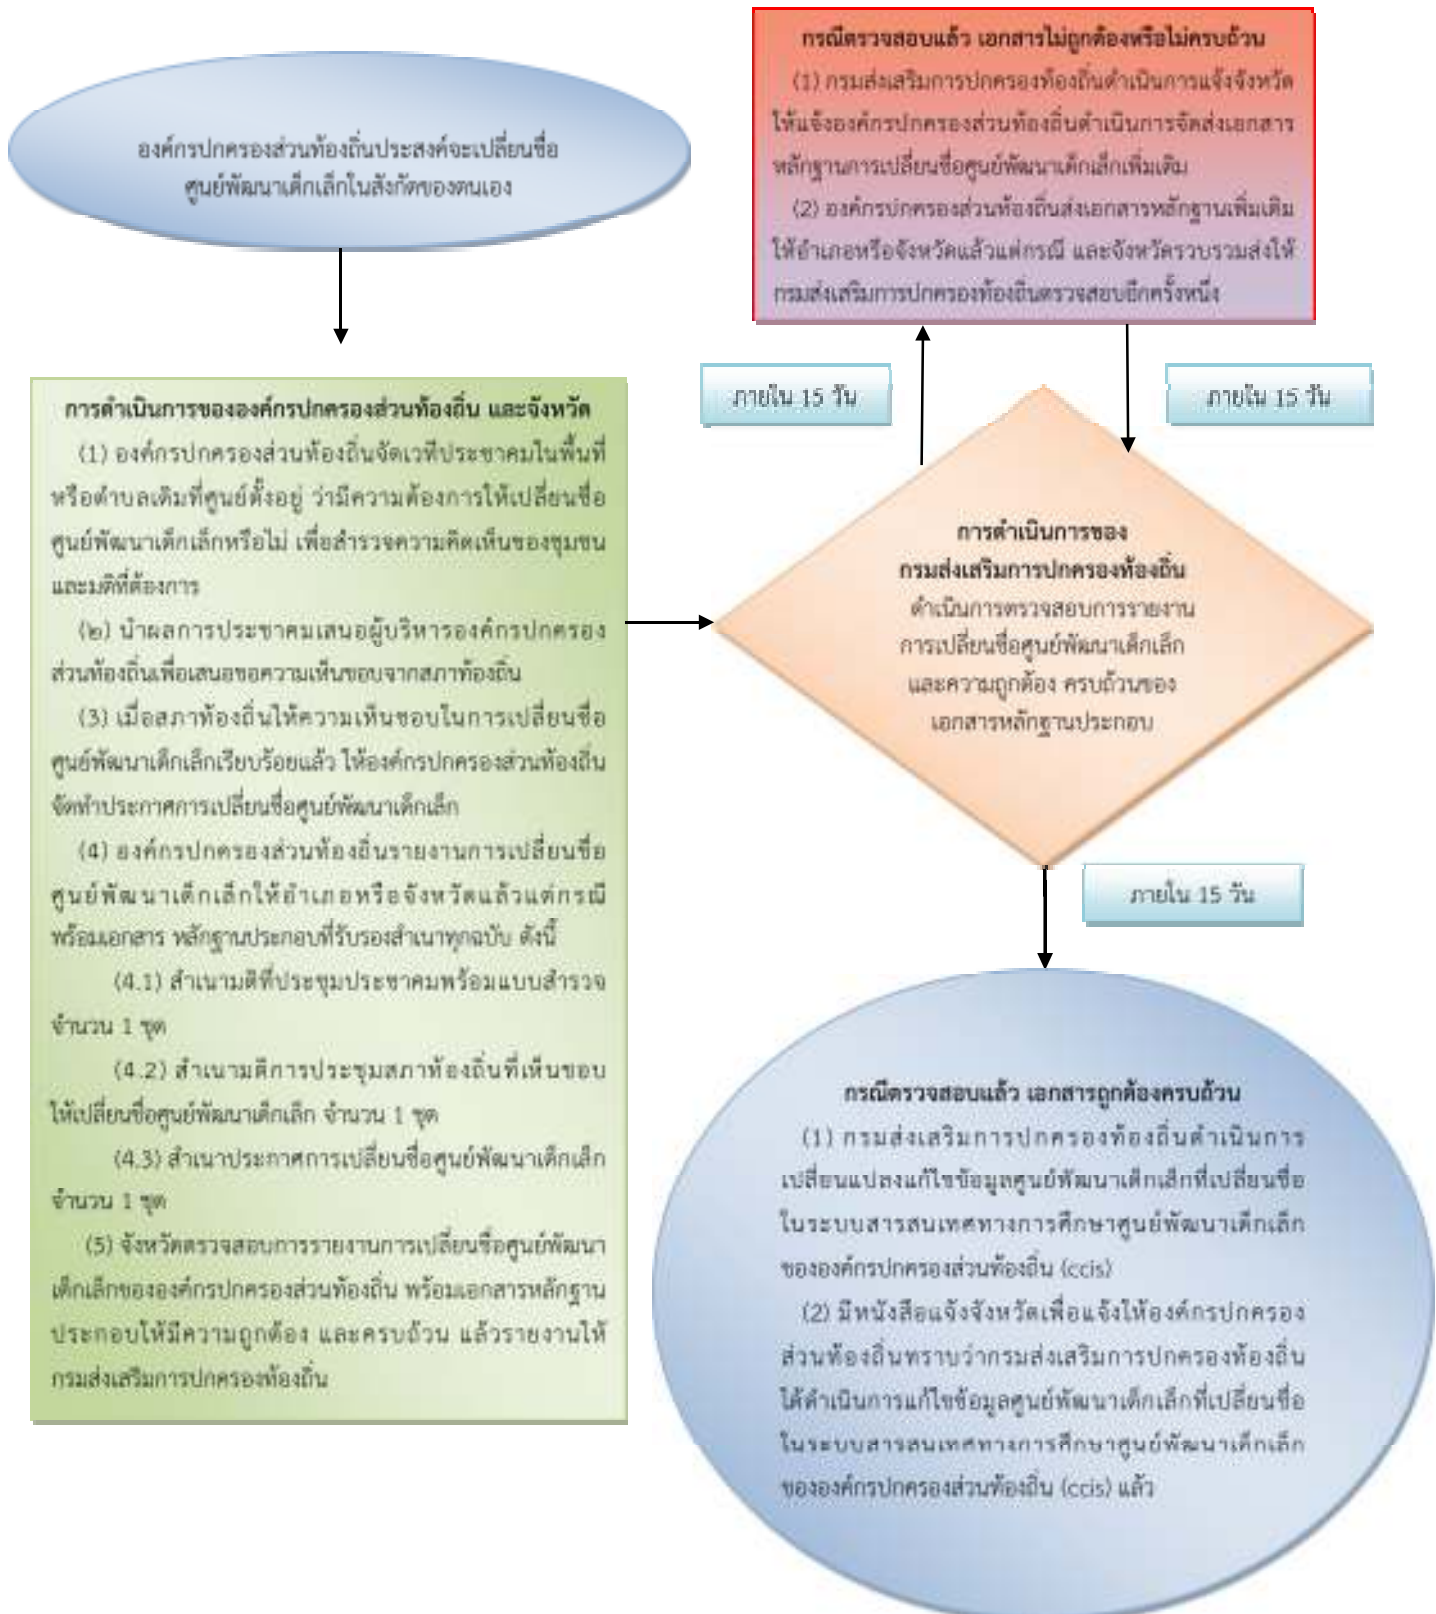 องค์กรปกครองส่วนท้องถิ่นประสงค์จะเปลี่ยนชื่อ
ศูนย์พัฒนาเด็กเล็กในสังกัดของตนเอง
การดำเนินการขององค์กรปกครองส่วนท้องถิ่น และจังหวัด
(1) องค์กรปกครองส่วนท้องถิ่นจัดเวทีประชาคมในพื้นที่
หรือตำบลเดิมที่ศูนย์ตั้งอยู่ ว่ามีความต้องการให้เปลี่ยนชื่อ
ศูนย์พัฒนาเด็กเล็กหรือไม่ เพื่อสำรวจความคิดเห็นของชุมชน
และมติที่ต้องการ
(๒) นำผลการประชาคมเสนอผู้บริหารองค์กรปกครอง
ส่วนท้องถิ่นเพื่อเสนอขอความเห็นชอบจากสภาท้องถิ่น
(3) เมื่อสภาท้องถิ่นให้ความเห็นชอบในการเปลี่ยนชื่อ
ศูนย์พัฒนาเด็กเล็กเรียบร้อยแล้ว ให้องค์กรปกครองส่วนท้องถิ่น
จัดทำประกาศการเปลี่ยนชื่อศูนย์พัฒนาเด็กเล็ก
(4) องค์กรปกครองส่วนท้องถิ่นรายงานการเปลี่ยนชื่อ
ศูนย์พัฒนาเด็กเล็กให้อำเภอหรือจังหวัดแล้วแต่กรณี
พร้อมเอกสาร หลักฐานประกอบที่รับรองสำเนาทุกฉบับ ดังนี้
(4.1) สำเนามติที่ประชุมประชาคมพร้อมแบบสำรวจ
จำนวน 1 ชุด
(4.2) สำเนามติการประชุมสภาท้องถิ่นที่เห็นชอบ
ให้เปลี่ยนชื่อศูนย์พัฒนาเด็กเล็ก จำนวน 1 ชุด
(4.3) สำเนาประกาศการเปลี่ยนชื่อศูนย์พัฒนาเด็กเล็ก
จำนวน 1 ชุด
(5) จังหวัดตรวจสอบการรายงานการเปลี่ยนชื่อศูนย์พัฒนา
เด็กเล็กขององค์กรปกครองส่วนท้องถิ่น พร้อมเอกสารหลักฐาน
ประกอบให้มีความถูกต้อง และครบถ้วน แล้วรายงานให้
กรมส่งเสริมการปกครองท้องถิ่น
กรณีตรวจสอบแล้ว เอกสารไม่ถูกต้องหรือไม่ครบถ้วน
(1) กรมส่งเสริมการปกครองท้องถิ่นดำเนินการแจ้งจังหวัด
ให้แจ้งองค์กรปกครองส่วนท้องถิ่นดำเนินการจัดส่งเอกสาร
หลักฐานการเปลี่ยนชื่อศูนย์พัฒนาเด็กเล็กเพิ่มเติม
(2) องค์กรปกครองส่วนท้องถิ่นส่งเอกสารหลักฐานเพิ่มเติม
ให้อำเภอหรือจังหวัดแล้วแต่กรณี และจังหวัดรวบรวมส่งให้
กรมส่งเสริมการปกครองท้องถิ่นตรวจสอบอีกครั้งหนึ่ง
ภายใน 15 วัน
ภายใน 15 วัน
การดำเนินการของ
กรมส่งเสริมการปกครองท้องถิ่น
ดำเนินการตรวจสอบการรายงาน
การเปลี่ยนชื่อศูนย์พัฒนาเด็กเล็ก
และความถูกต้อง ครบถ้วนของ
เอกสารหลักฐานประกอบ
ภายใน 15 วัน
กรณีตรวจสอบแล้ว เอกสารถูกต้องครบถ้วน
(1) กรมส่งเสริมการปกครองท้องถิ่นดำเนินการ
เปลี่ยนแปลงแก้ไขข้อมูลศูนย์พัฒนาเด็กเล็กที่เปลี่ยนชื่อ
ในระบบสารสนเทศทางการศึกษาศูนย์พัฒนาเด็กเล็ก
ขององค์กรปกครองส่วนท้องถิ่น (ccis)
(2) มีหนังสือแจ้งจังหวัดเพื่อแจ้งให้องค์กรปกครอง
ส่วนท้องถิ่นทราบว่ากรมส่งเสริมการปกครองท้องถิ่น
ได้ดำเนินการแก้ไขข้อมูลศูนย์พัฒนาเด็กเล็กที่เปลี่ยนชื่อ
ในระบบสารสนเทศทางการศึกษาศูนย์พัฒนาเด็กเล็ก
ขององค์กรปกครองส่วนท้องถิ่น (ccis) แล้ว